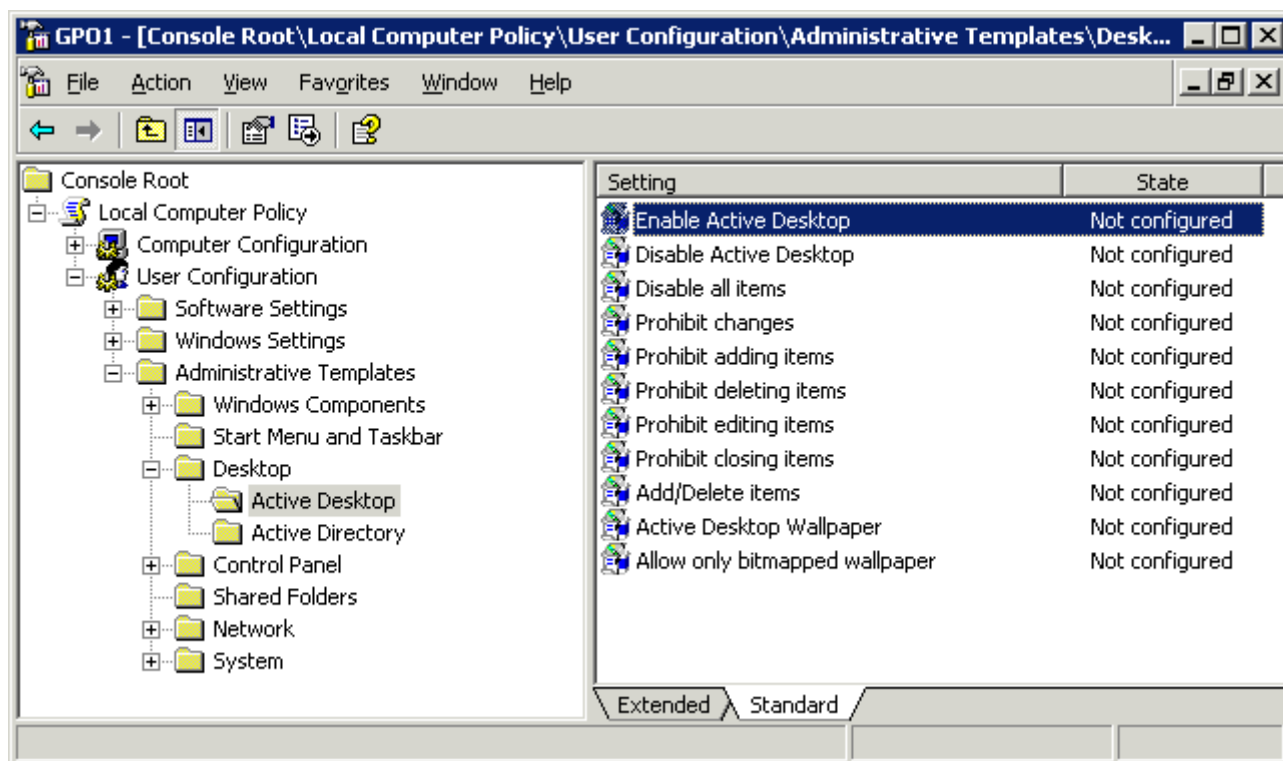 GPO1 - [Console Root\Local Computer Policy\User Configuration\Administrative Templates\Desk...
File Action View Favorites Window Help
Console Root
Local Computer Policy
Computer Configuration
User Configuration
Software Settings
Windows Settings
Administrative Templates
Windows Components
Start Menu and Taskbar
Desktop
Active Desktop
Active Directory
Control Panel
Shared Folders
Network
System
Setting State
Enable Active Desktop Not configured
Disable Active Desktop Not configured
Disable all items Not configured
Prohibit changes Not configured
Prohibit adding items Not configured
Prohibit deleting items Not configured
Prohibit editing items Not configured
Prohibit closing items Not configured
Add/Delete items Not configured
Active Desktop Wallpaper Not configured
Allow only bitmapped wallpaper Not configured
Extended Standard